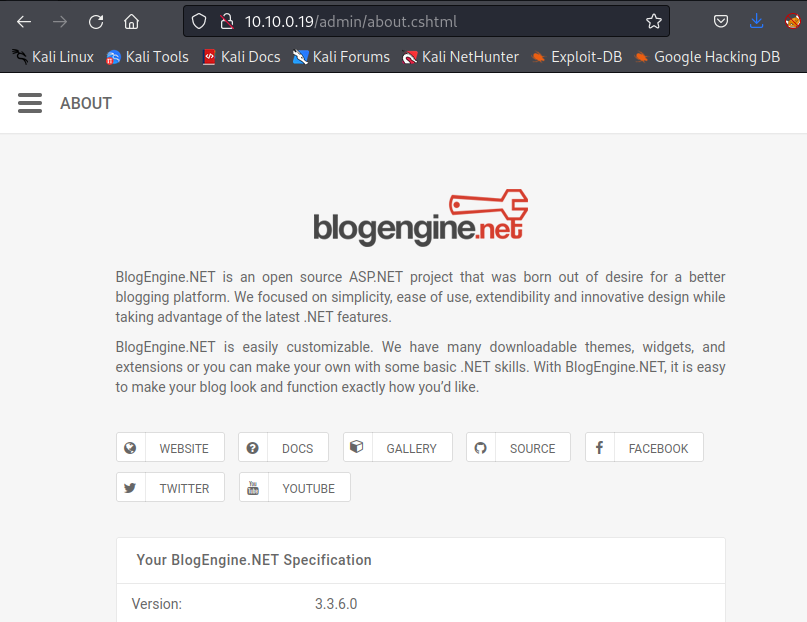 10.10.0.19/admin/about.cshtml
Kali Linux Kali Tools Kali Docs Kali Forums Kali NetHunter Exploit-DB Google Hacking DB
ABOUT
blogengine.net
BlogEngine.NET is an open source ASP.NET project that was born out of desire for a better
blogging platform. We focused on simplicity, ease of use, extendibility and innovative design while
taking advantage of the latest .NET features.
BlogEngine.NET is easily customizable. We have many downloadable themes, widgets, and
extensions or you can make your own with some basic .NET skills. With BlogEngine.NET, it is easy
to make your blog look and function exactly how you’d like.
WEBSITE DOCS GALLERY SOURCE FACEBOOK
TWITTER YOUTUBE
Your BlogEngine.NET Specification
Version: 3.3.6.0